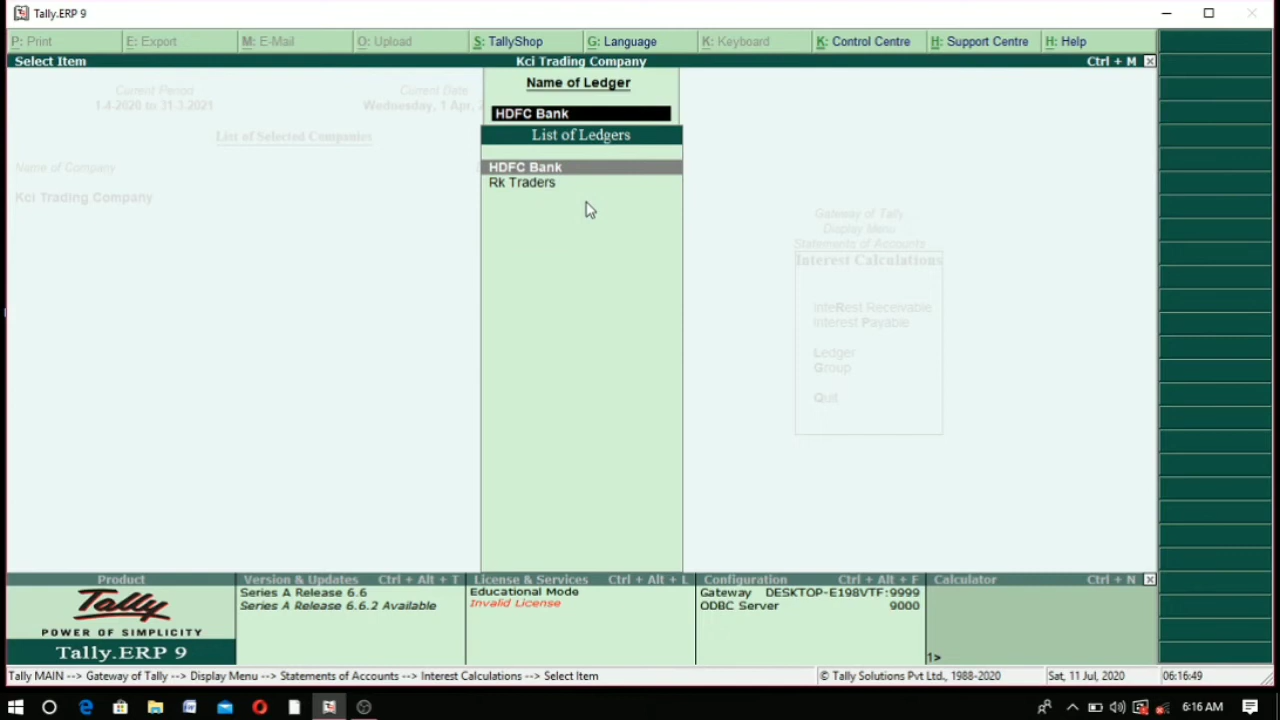 Tally.ERP 9
P: Print E: Export M: E-Mail O: Upload S: TallyShop G: Language K: Keyboard K: Control Centre H: Support Centre H: Help
Select Item Kci Trading Company Ctrl + M
Name of Ledger
HDFC Bank
List of Ledgers
HDFC Bank
Rk Traders
Current Period Current Date
1-4-2020 to 31.3.2021 Wednesday, 1 Apr, 2
List of Selected Companies
Name of Company
Kci Trading Company
Gateway of Tally
Display Menu
Statements of Accounts
Interest Calculations
InteRest Receivable
Interest Payable
Ledger
Group
Quit
Product
Tally
POWER OF SIMPLICITY
Tally.ERP 9
Version & Updates Ctrl + Alt + T
Series A Release 6.6
Series A Release 6.6.2 Available
License & Services Ctrl + Alt + L
Educational Mode
Invalid License
Configuration Ctrl + Alt + F
Gateway DESKTOP-E198VTF:9999
ODBC Server 9000
Calculator Ctrl + N
1>
Tally MAIN --> Gateway of Tally --> Display Menu --> Statements of Accounts --> Interest Calculations --> Select Item © Tally Solutions Pvt Ltd., 1988-2020 Sat, 11 Jul, 2020 06:16:49
6:16 AM